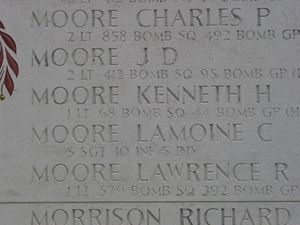 MOORE CHARLES P
2 LT 858 BOMB SQ 492 BOMB GP
MOORE J D
2 LT 412 BOMB SQ 95 BOMB GP (
MOORE KENNETH H
1 LT 68 BOMB SQ 44 BOMB GP (H
MOORE LAMOINE C
S SGT 10 INF 5 DIV
MOORE LAWRENCE R
1 LT 579 BOMB SQ 392 BOMB GP
MORRISON RICHARD